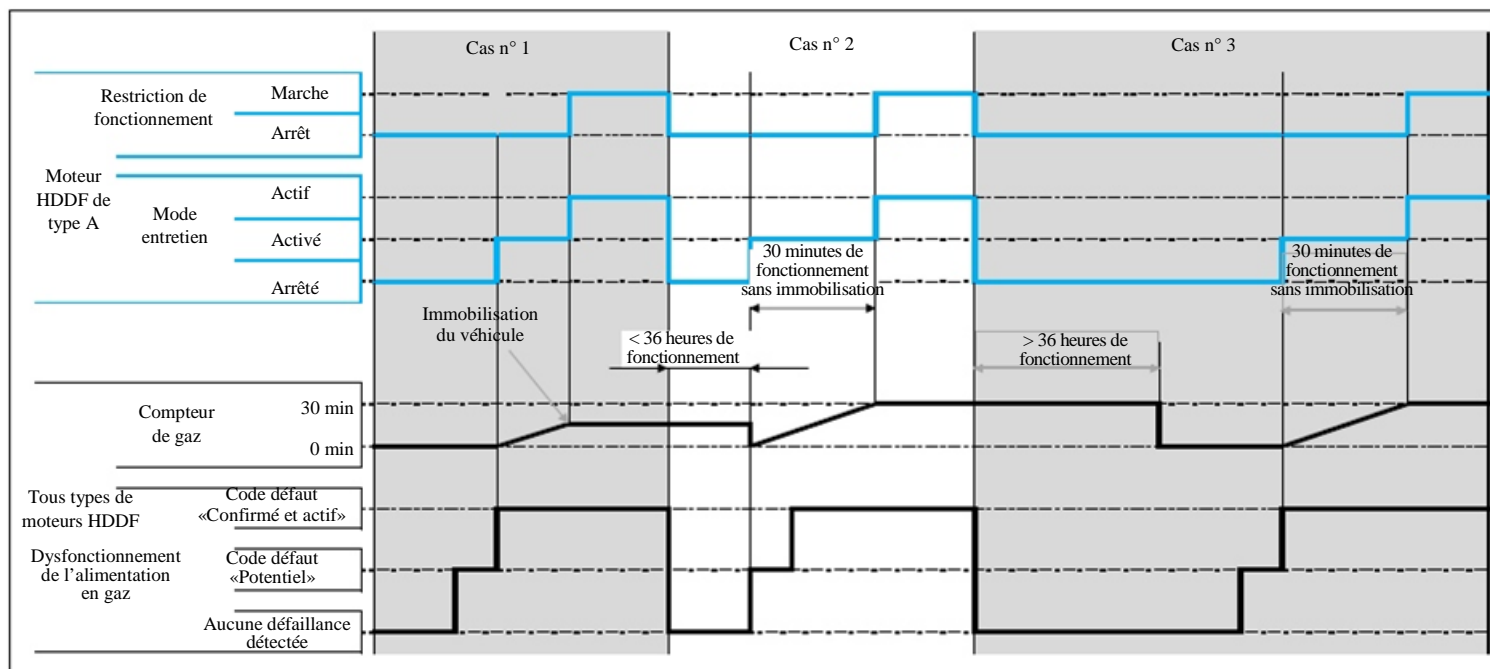 Cas n° 1
Cas n° 2
Cas n° 3
Moteur
HDDF de
type A
Restriction de
fonctionnement
Marche
Arrêt
Mode
entretien
Actif
Activé
Arrêté
30 minutes de
fonctionnement
sans immobilisation
30 minutes de
fonctionnement
sans immobilisation
Immobilisation
du véhicule
< 36 heures de
fonctionnement
> 36 heures de
fonctionnement
Compteur
de gaz
30 min
0 min
Tous types de
moteurs HDDF
Dysfonctionnement
de l’alimentation
en gaz
Code défaut
«Confirmé et actif»
Code défaut
«Potentiel»
Aucune défaillance
détectée